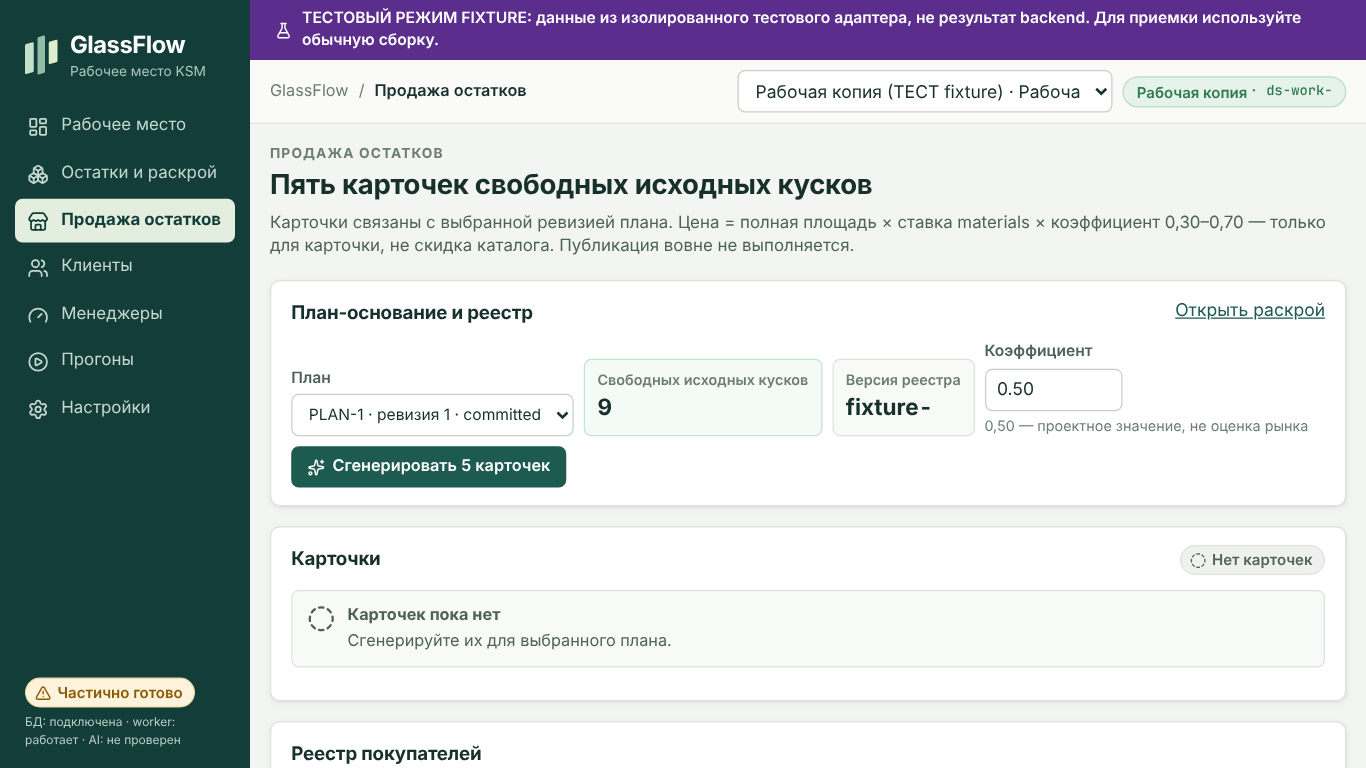 ТЕСТОВЫЙ РЕЖИМ FIXTURE: данные из изолированного тестового адаптера, не результат backend. Для приемки используйте
обычную сборку.
GlassFlow
Рабочее место KSM
Рабочее место
Остатки и раскрой
Продажа остатков
Клиенты
Менеджеры
Прогоны
Настройки
Частично готово
БД: подключена · worker:
работает · AI: не проверен
GlassFlow / Продажа остатков
Рабочая копия (ТЕСТ fixture) · Рабоча
Рабочая копия · ds-work-
ПРОДАЖА ОСТАТКОВ
Пять карточек свободных исходных кусков
Карточки связаны с выбранной ревизией плана. Цена = полная площадь × ставка materials × коэффициент 0,30–0,70 — только
для карточки, не скидка каталога. Публикация вовне не выполняется.
План-основание и реестр
Открыть раскрой
План
PLAN-1 · ревизия 1 · committed
Свободных исходных кусков
9
Версия реестра
fixture-
Коэффициент
0.50
0,50 — проектное значение, не оценка рынка
Сгенерировать 5 карточек
Карточки
Нет карточек
Карточек пока нет
Сгенерируйте их для выбранного плана.
Реестр покупателей